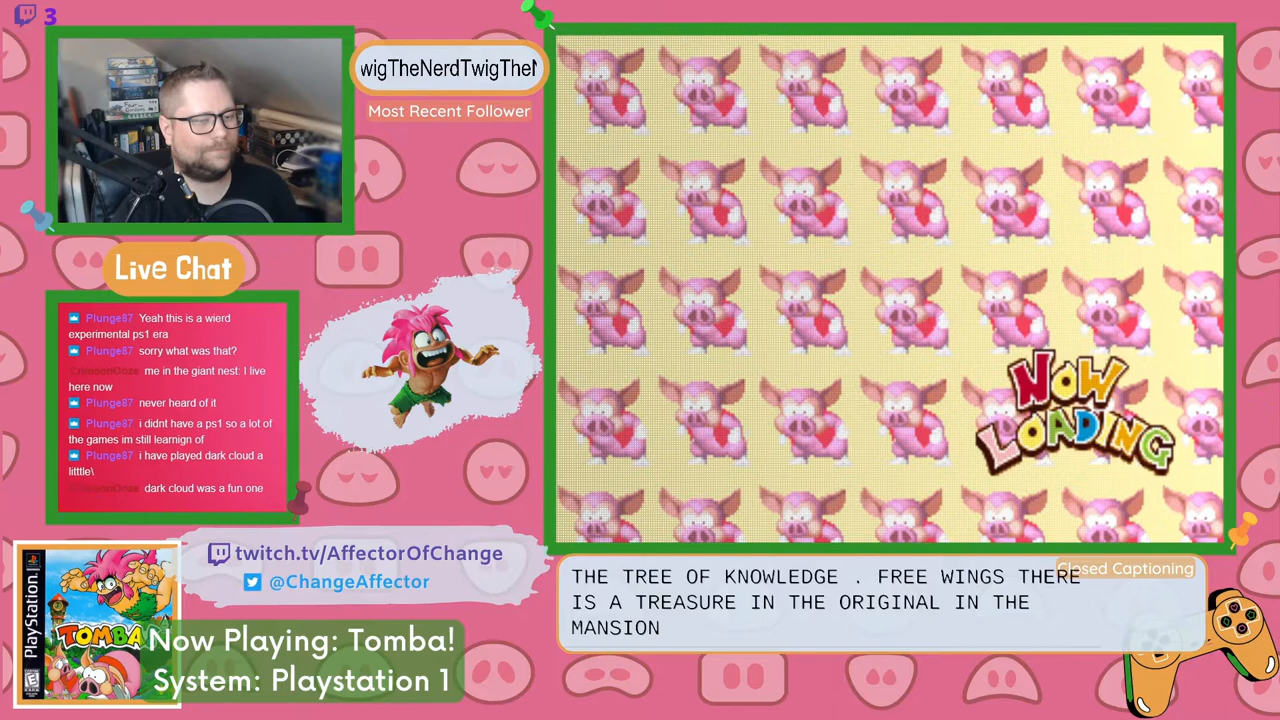 3
wigTheNerdTwigTheN
Most Recent Follower
Live Chat
Plunge87 Yeah this is a wierd
experimental ps1 era
Plunge87 sorry what was that?
CrimsonOoze me in the giant nest: I live
here now
Plunge87 never heard of it
Plunge87 i didnt have a ps1 so a lot of
the games im still learnign of
Plunge87 i have played dark cloud a
litttle\
CrimsonOoze dark cloud was a fun one
twitch.tv/AffectorOfChange
@ChangeAffector
PlayStation
TOMBA
Now Playing: Tomba!
System: Playstation 1
NOW
LOADING
Closed Captioning
THE TREE OF KNOWLEDGE . FREE WINGS THERE
IS A TREASURE IN THE ORIGINAL IN THE
MANSION